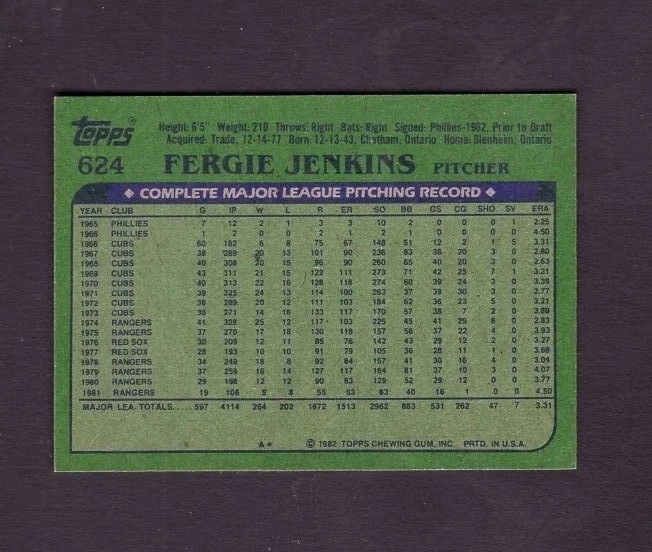 Topps®
Height: 6'5" Weight: 210 Throws: Right Bats: Right Signed: Phillies-1962, Prior to Draft
Acquired: Trade, 12-14-77 Born: 12-13-43, Chatham, Ontario Home: Blenheim, Ontario
624 FERGIE JENKINS PITCHER
◆ COMPLETE MAJOR LEAGUE PITCHING RECORD ◆
YEAR CLUB G IP W L R ER SO BB GS CG SHO SV ERA
1965 PHILLIES 7 12 2 1 3 3 10 2 0 0 0 1 2.25
1966 PHILLIES 1 2 0 0 2 1 2 1 0 0 0 0 4.50
1966 CUBS 60 182 6 8 75 67 148 51 12 2 1 5 3.31
1967 CUBS 38 289 20 13 101 90 236 83 38 20 3 0 2.80
1968 CUBS 40 308 20 15 96 90 260 65 40 20 3 0 2.63
1969 CUBS 43 311 21 15 122 111 273 71 42 23 7 1 3.21
1970 CUBS 40 313 22 16 128 118 274 60 39 24 3 0 3.39
1971 CUBS 39 325 24 13 114 100 263 37 39 30 3 0 2.77
1972 CUBS 36 289 20 12 111 103 184 62 36 23 5 0 3.21
1973 CUBS 38 271 14 16 133 117 170 57 38 7 2 0 3.89
1974 RANGERS 41 328 25 12 117 103 225 45 41 29 6 0 2.83
1975 RANGERS 37 270 17 18 130 118 157 56 37 22 4 0 3.93
1976 RED SOX 30 209 12 11 85 76 142 43 29 12 2 0 3.27
1977 RED SOX 28 193 10 10 91 79 105 36 28 11 1 0 3.68
1978 RANGERS 34 249 18 8 92 84 157 41 30 16 4 0 3.04
1979 RANGERS 37 259 16 14 127 117 164 81 37 10 3 0 4.07
1980 RANGERS 29 198 12 12 90 83 129 52 29 12 0 0 3.77
1981 RANGERS 19 106 5 8 55 53 63 40 16 1 0 0 4.50
MAJOR LEA. TOTALS..... 597 4114 264 202 1672 1513 2962 883 531 262 47 7 3.31
▲* © 1982 TOPPS CHEWING GUM, INC. PRTD. IN U.S.A.